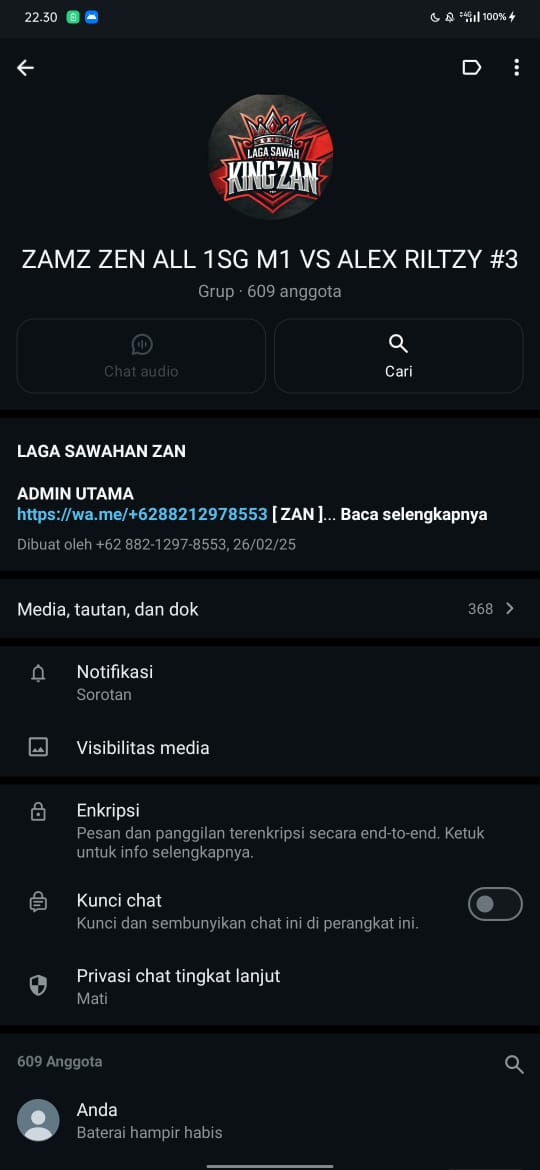 22.30
4G
100%
LAGA SAWAH
KINGZAN
ZAMZ ZEN ALL 1SG M1 VS ALEX RILTZY #3
Grup · 609 anggota
Chat audio
Cari
LAGA SAWAHAN ZAN
ADMIN UTAMA
https://wa.me/+6288212978553 [ ZAN ]... Baca selengkapnya
Dibuat oleh +62 882-1297-8553, 26/02/25
Media, tautan, dan dok
368
Notifikasi
Sorotan
Visibilitas media
Enkripsi
Pesan dan panggilan terenkripsi secara end-to-end. Ketuk
untuk info selengkapnya.
Kunci chat
Kunci dan sembunyikan chat ini di perangkat ini.
Privasi chat tingkat lanjut
Mati
609 Anggota
Anda
Baterai hampir habis